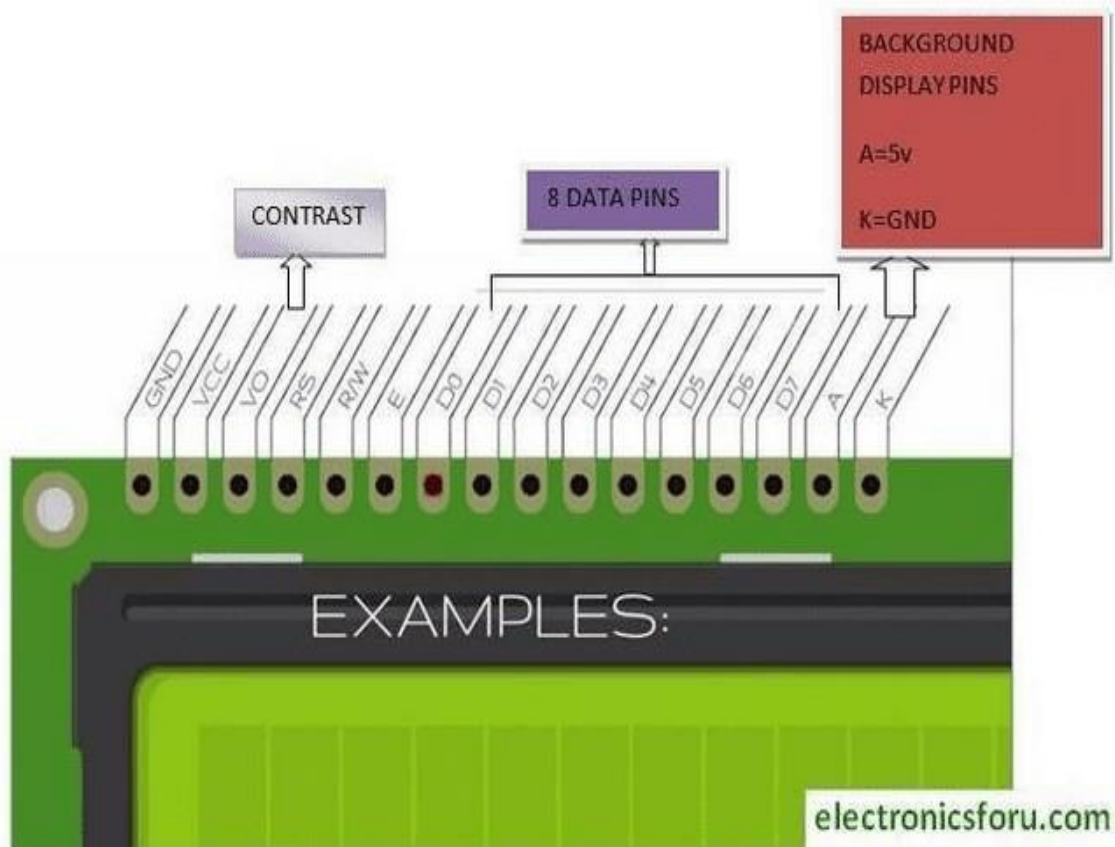 BACKGROUND
DISPLAY PINS
A=5v
K=GND
8 DATA PINS
CONTRAST
GND
VCC
VO
RS
R/W
E
D0
D1
D2
D3
D4
D5
D6
D7
A
K
EXAMPLES:
electronicsforu.com